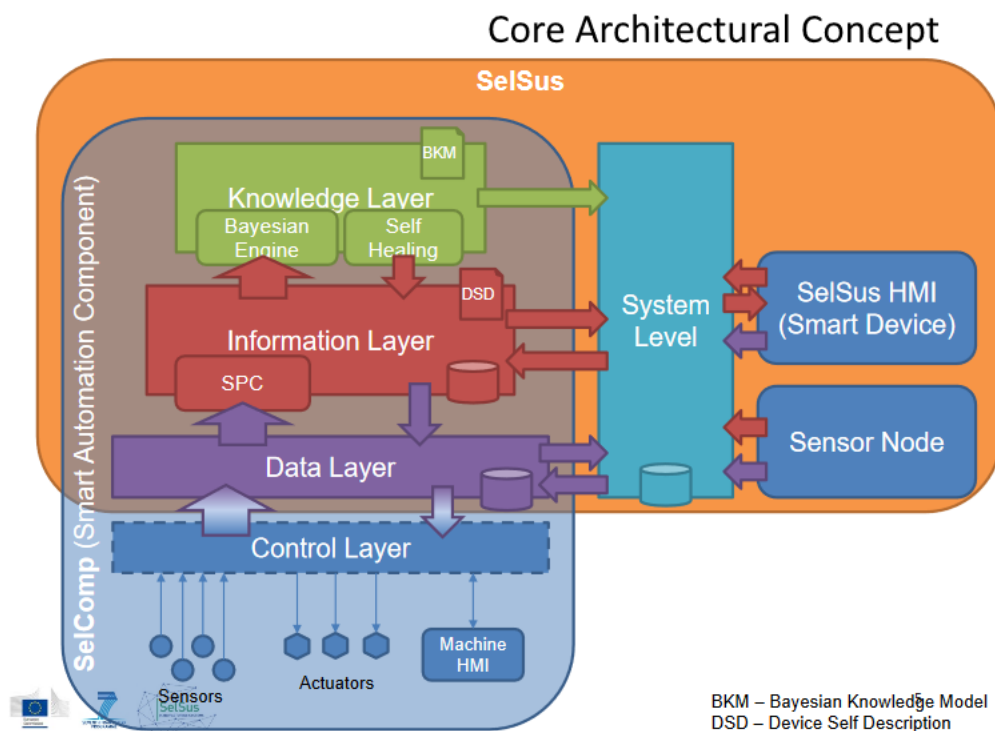 Core Architectural Concept
SelSus
BKM
Knowledge Layer
Bayesian
Engine
Self
Healing
DSD
Information Layer
SPC
System
Level
SelSus HMI
(Smart Device)
Sensor Node
Data Layer
Control Layer
SelComp (Smart Automation Component)
Machine
HMI
Sensors
Actuators
SelSus
European
Commission
5
BKM – Bayesian Knowledge Model
DSD – Device Self Description